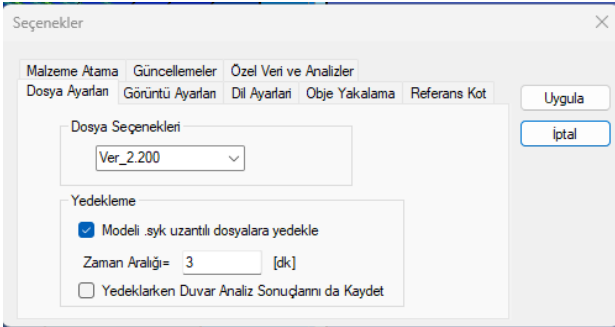 Seçenekler
Malzeme Atama Güncellemeler Özel Veri ve Analizler
Dosya Ayarları Görüntü Ayarları Dil Ayarlari Obje Yakalama Referans Kot
Uygula
İptal
Dosya Seçenekleri
Ver_2.200
Yedekleme
Modeli .syk uzantılı dosyalara yedekle
Zaman Aralığı= 3 [dk]
Yedeklarken Duvar Analiz Sonuçlarını da Kaydet